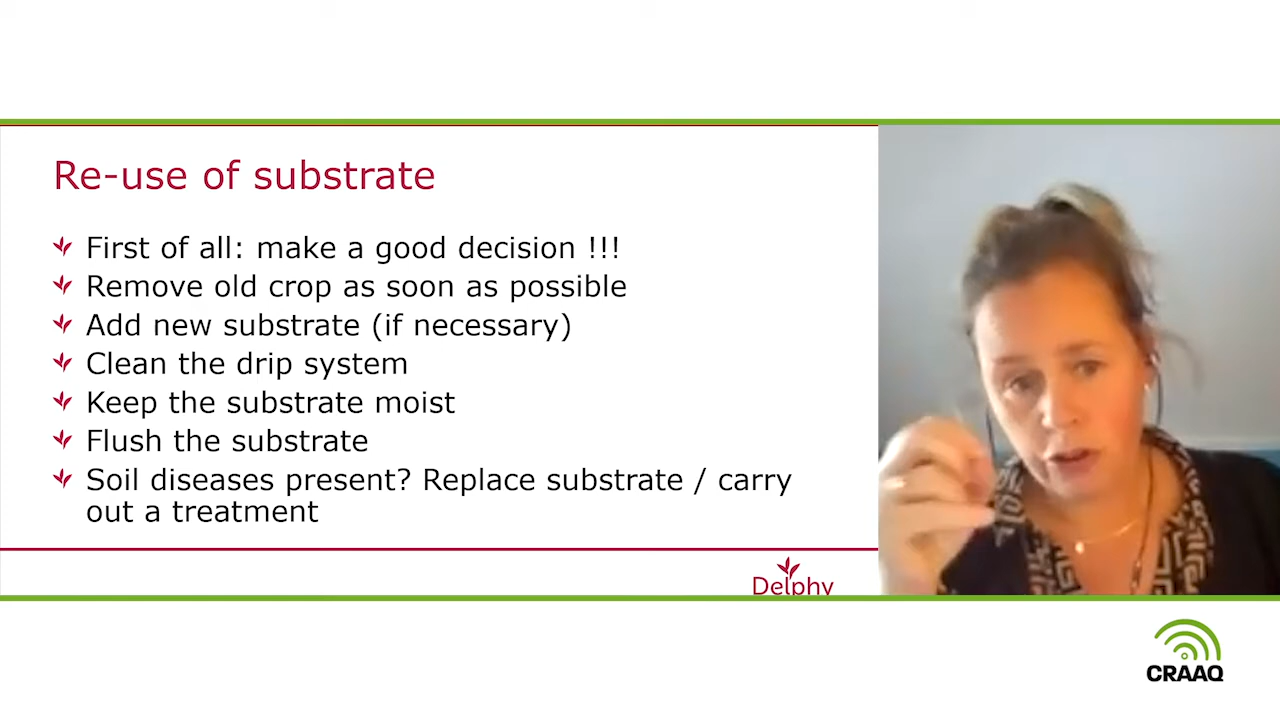 Re-use of substrate
First of all: make a good decision !!!
Remove old crop as soon as possible
Add new substrate (if necessary)
Clean the drip system
Keep the substrate moist
Flush the substrate
Soil diseases present? Replace substrate / carry
out a treatment
Delphy
CRAAQ